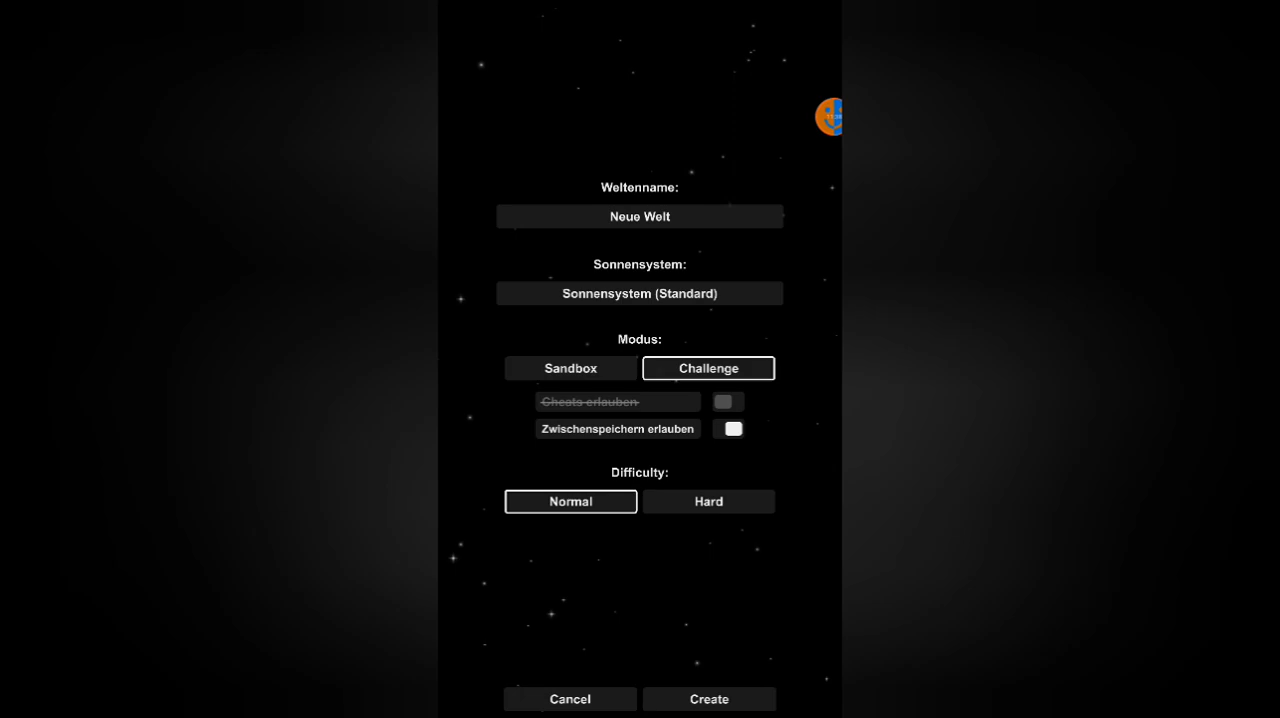 Weltenname:
Neue Welt
Sonnensystem:
Sonnensystem (Standard)
Modus:
Sandbox Challenge
Cheats erlauben
Zwischenspeichern erlauben
Difficulty:
Normal Hard
Cancel Create